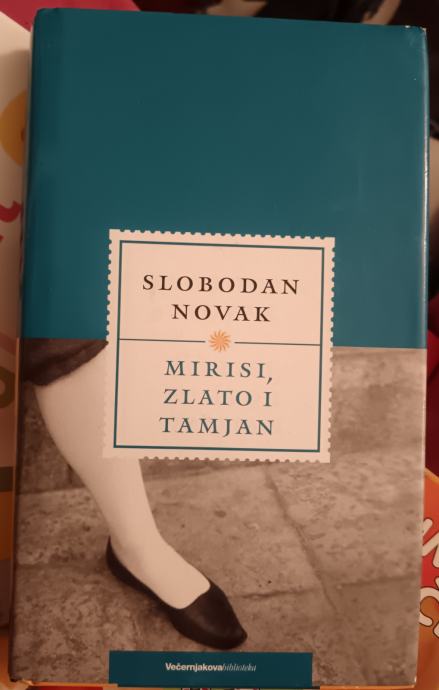 SLOBODAN
NOVAK
MIRISI,
ZLATO I
TAMJAN
Večernjakovabiblioteka